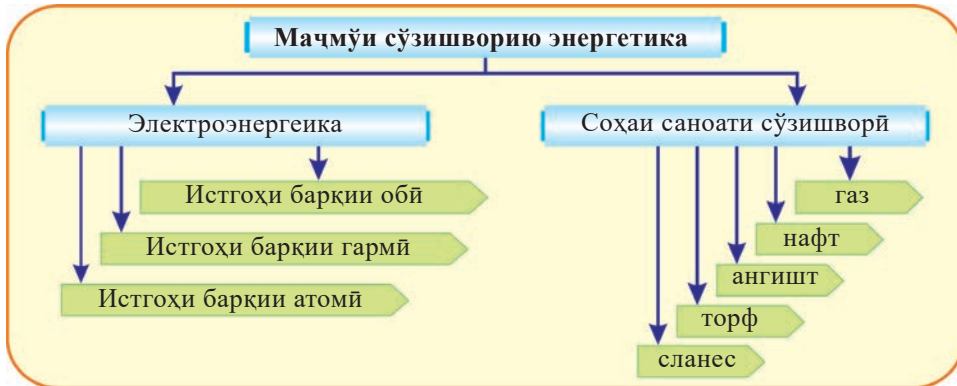 Маҷмӯи сӯзишворию энергетика
Электроэнергеика
Соҳаи саноати сӯзишворӣ
Истгоҳи барқии обӣ
Истгоҳи барқии гармӣ
Истгоҳи барқии атомӣ
газ
нафт
ангишт
торф
сланес